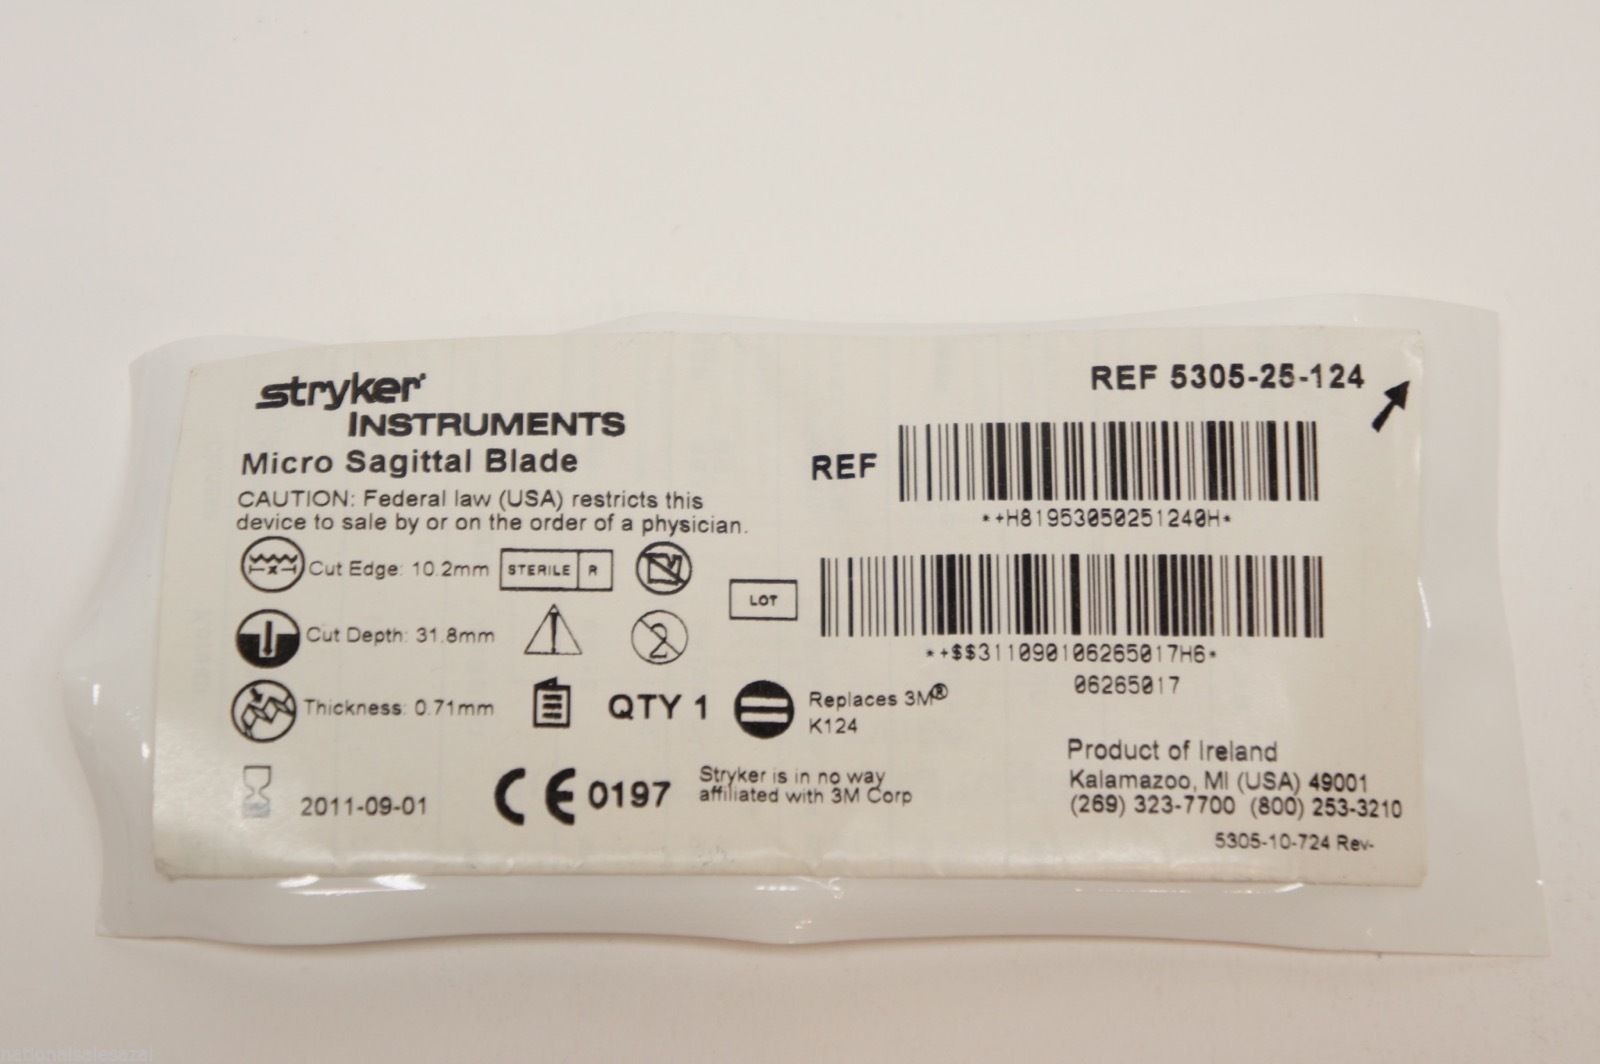 stryker
INSTRUMENTS
Micro Sagittal Blade
CAUTION: Federal law (USA) restricts this
device to sale by or on the order of a physician.
Cut Edge: 10.2mm
STERILE R
Cut Depth: 31.8mm
2
Thickness: 0.71mm
QTY 1
2011-09-01
CE 0197
REF 5305-25-124
REF
*+H81953050251240H*
LOT
*+$$311090106265017H6*
06265017
Replaces 3M®
K124
Stryker is in no way
affiliated with 3M Corp
Product of Ireland
Kalamazoo, MI (USA) 49001
(269) 323-7700 (800) 253-3210
5305-10-724 Rev-
nationalsalesazal